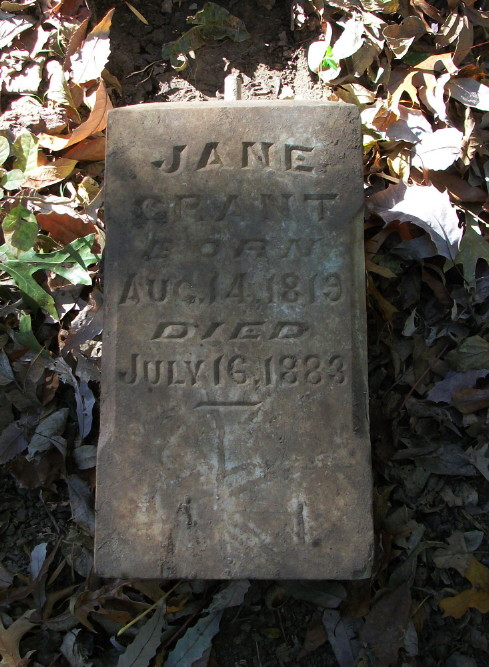 JANE
GRANT
BORN
AUG. 14, 1819
DIED
JULY 16, 1883